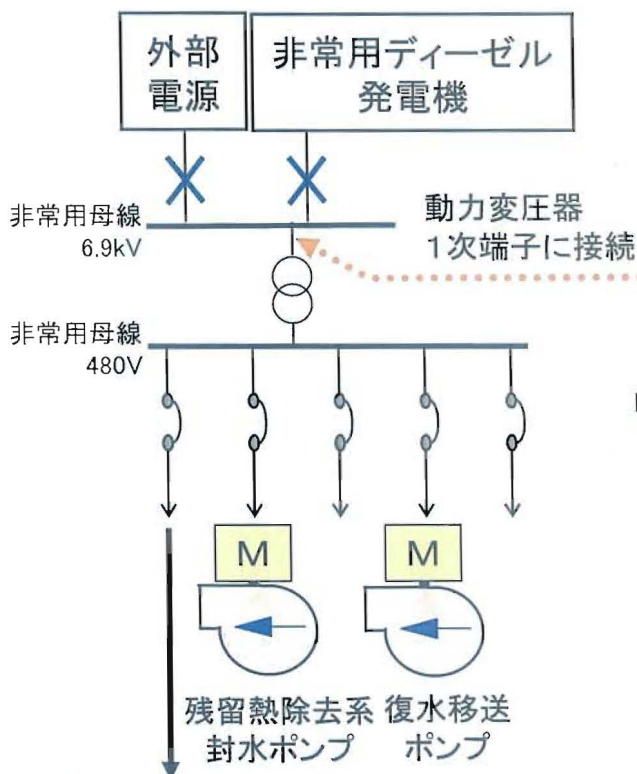 外部
電源
非常用ディーゼル
発電機
非常用母線
6.9kV
動力変圧器
1次端子に接続
非常用母線
480V
M
M
残留熱除去系
封水ポンプ
復水移送
ポンプ